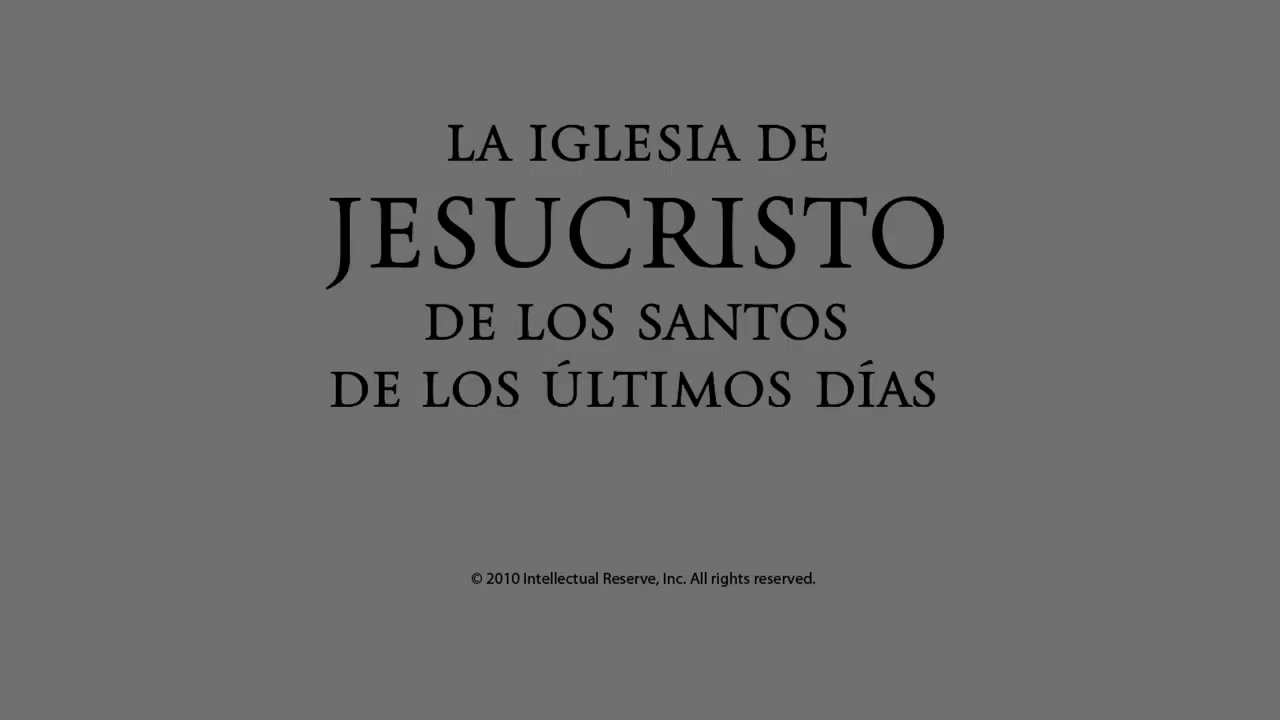 LA IGLESIA DE
JESUCRISTO
DE LOS SANTOS
DE LOS ÚLTIMOS DÍAS
© 2010 Intellectual Reserve, Inc. All rights reserved.